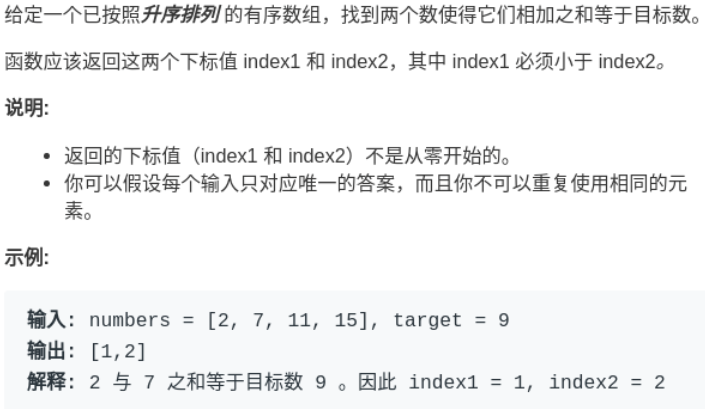 给定一个已按照升序排列 的有序数组，找到两个数使得它们相加之和等于目标数。
函数应该返回这两个下标值 index1 和 index2，其中 index1 必须小于 index2。
说明:
• 返回的下标值（index1 和 index2）不是从零开始的。
• 你可以假设每个输入只对应唯一的答案，而且你不可以重复使用相同的元
素。
示例:
输入: numbers = [2, 7, 11, 15], target = 9
输出: [1,2]
解释: 2 与 7 之和等于目标数 9 。因此 index1 = 1, index2 = 2